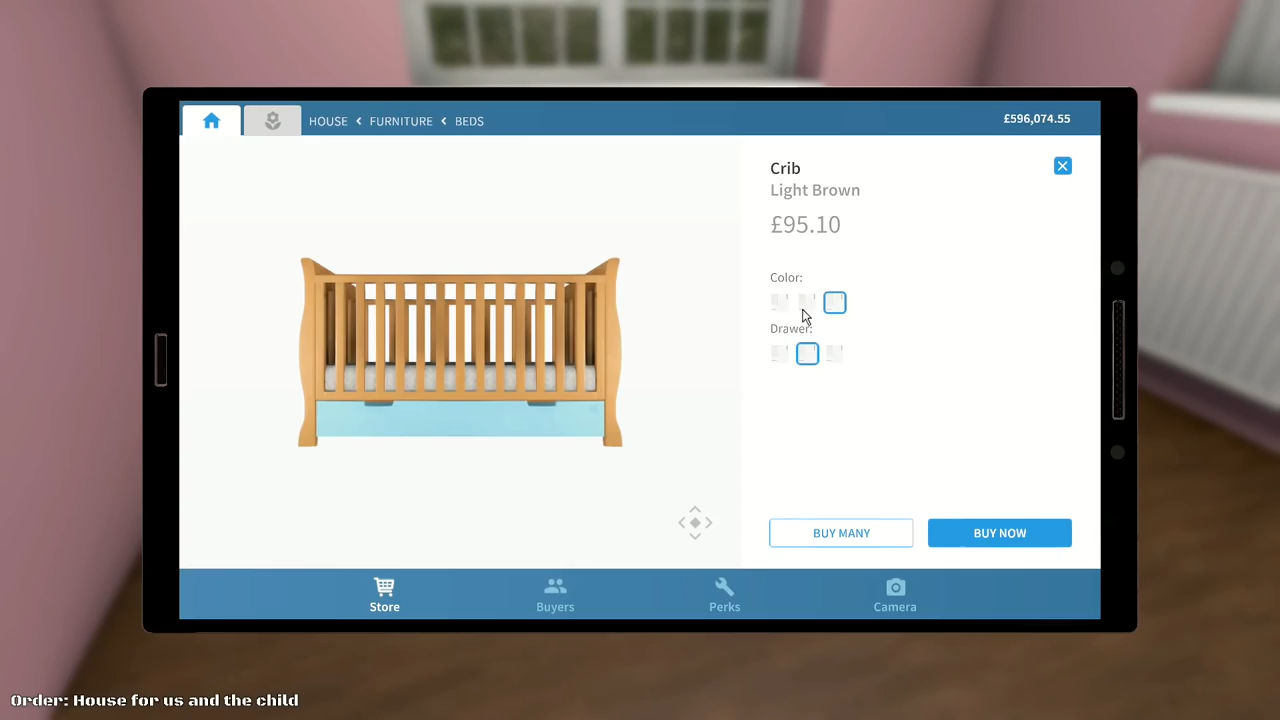 HOUSE < FURNITURE < BEDS
£596,074.55
Crib
Light Brown
£95.10
Color:
Drawer:
BUY MANY
BUY NOW
Store
Buyers
Perks
Camera
Order: House for us and the child